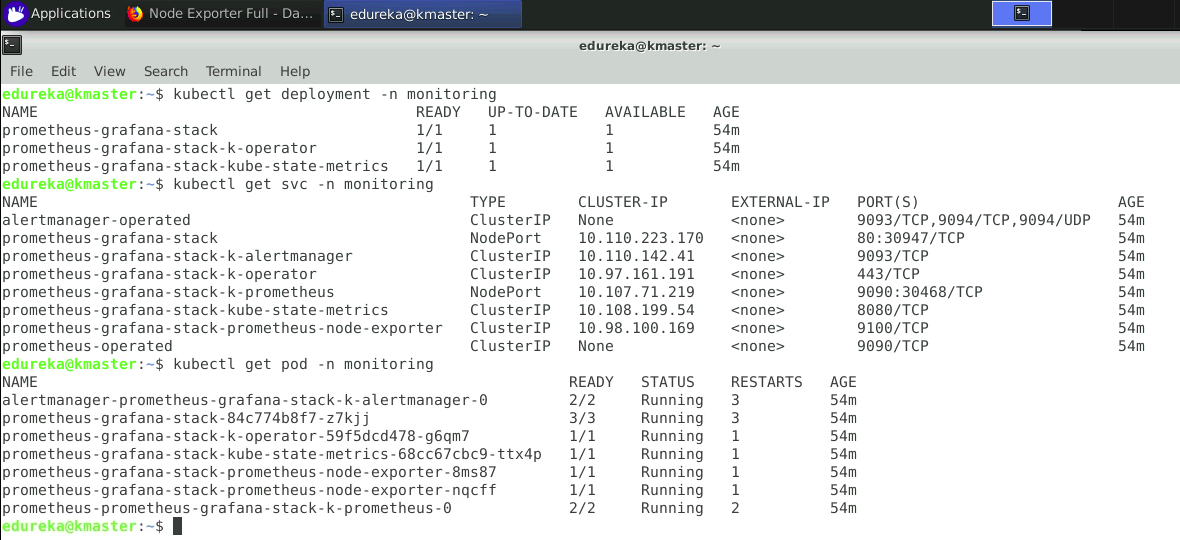 Applications Node Exporter Full - Da... edureka@kmaster: ~
edureka@kmaster: ~
File Edit View Search Terminal Help
edureka@kmaster:~$ kubectl get deployment -n monitoring
NAME READY UP-TO-DATE AVAILABLE AGE
prometheus-grafana-stack 1/1 1 1 54m
prometheus-grafana-stack-k-operator 1/1 1 1 54m
prometheus-grafana-stack-kube-state-metrics 1/1 1 1 54m
edureka@kmaster:~$ kubectl get svc -n monitoring
NAME TYPE CLUSTER-IP EXTERNAL-IP PORT(S) AGE
alertmanager-operated ClusterIP None <none> 9093/TCP,9094/TCP,9094/UDP 54m
prometheus-grafana-stack NodePort 10.110.223.170 <none> 80:30947/TCP 54m
prometheus-grafana-stack-k-alertmanager ClusterIP 10.110.142.41 <none> 9093/TCP 54m
prometheus-grafana-stack-k-operator ClusterIP 10.97.161.191 <none> 443/TCP 54m
prometheus-grafana-stack-k-prometheus NodePort 10.107.71.219 <none> 9090:30468/TCP 54m
prometheus-grafana-stack-kube-state-metrics ClusterIP 10.108.199.54 <none> 8080/TCP 54m
prometheus-grafana-stack-prometheus-node-exporter ClusterIP 10.98.100.169 <none> 9100/TCP 54m
prometheus-operated ClusterIP None <none> 9090/TCP 54m
edureka@kmaster:~$ kubectl get pod -n monitoring
NAME READY STATUS RESTARTS AGE
alertmanager-prometheus-grafana-stack-k-alertmanager-0 2/2 Running 3 54m
prometheus-grafana-stack-84c774b8f7-z7kjj 3/3 Running 3 54m
prometheus-grafana-stack-k-operator-59f5dcd478-g6qm7 1/1 Running 1 54m
prometheus-grafana-stack-kube-state-metrics-68cc67cbc9-ttx4p 1/1 Running 1 54m
prometheus-grafana-stack-prometheus-node-exporter-8ms87 1/1 Running 1 54m
prometheus-grafana-stack-prometheus-node-exporter-nqcff 1/1 Running 1 54m
prometheus-prometheus-grafana-stack-k-prometheus-0 2/2 Running 2 54m
edureka@kmaster:~$